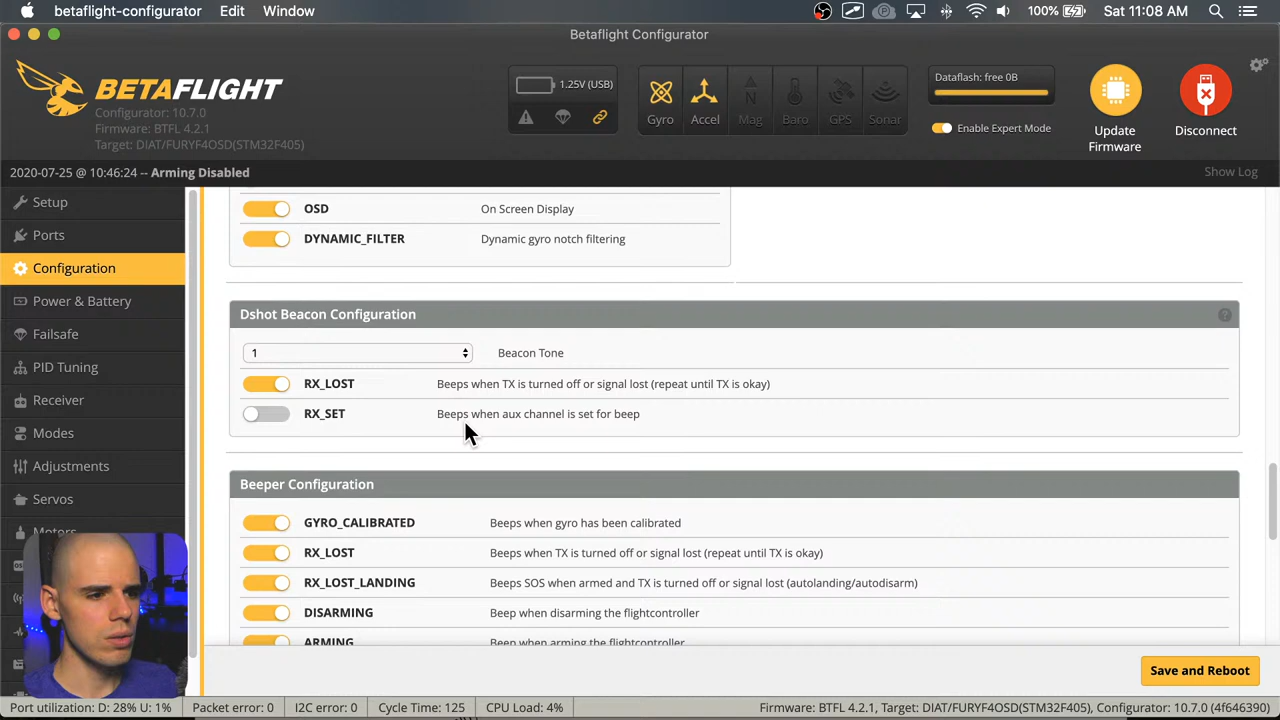 betaflight-configurator Edit Window 100% Sat 11:08 AM
Betaflight Configurator
BETAFLIGHT
Configurator: 10.7.0
Firmware: BTFL 4.2.1
Target: DIAT/FURYF4OSD(STM32F405)
1.25V (USB)
Gyro Accel Mag Baro GPS Sonar
Dataflash: free 0B
Enable Expert Mode
Update
Firmware
Disconnect
2020-07-25 @ 10:46:24 -- Arming Disabled
Show Log
Setup
Ports
Configuration
Power & Battery
Failsafe
PID Tuning
Receiver
Modes
Adjustments
Servos
Motors
OSD On Screen Display
DYNAMIC_FILTER Dynamic gyro notch filtering
Dshot Beacon Configuration
1 Beacon Tone
RX_LOST Beeps when TX is turned off or signal lost (repeat until TX is okay)
RX_SET Beeps when aux channel is set for beep
Beeper Configuration
GYRO_CALIBRATED Beeps when gyro has been calibrated
RX_LOST Beeps when TX is turned off or signal lost (repeat until TX is okay)
RX_LOST_LANDING Beeps SOS when armed and TX is turned off or signal lost (autolanding/autodisarm)
DISARMING Beep when disarming the flightcontroller
ARMING Beep when arming the flightcontroller
Save and Reboot
Port utilization: D: 28% U: 1% Packet error: 0 I2C error: 0 Cycle Time: 125 CPU Load: 4% Firmware: BTFL 4.2.1, Target: DIAT/FURYF4OSD(STM32F405), Configurator: 10.7.0 (4f646390)